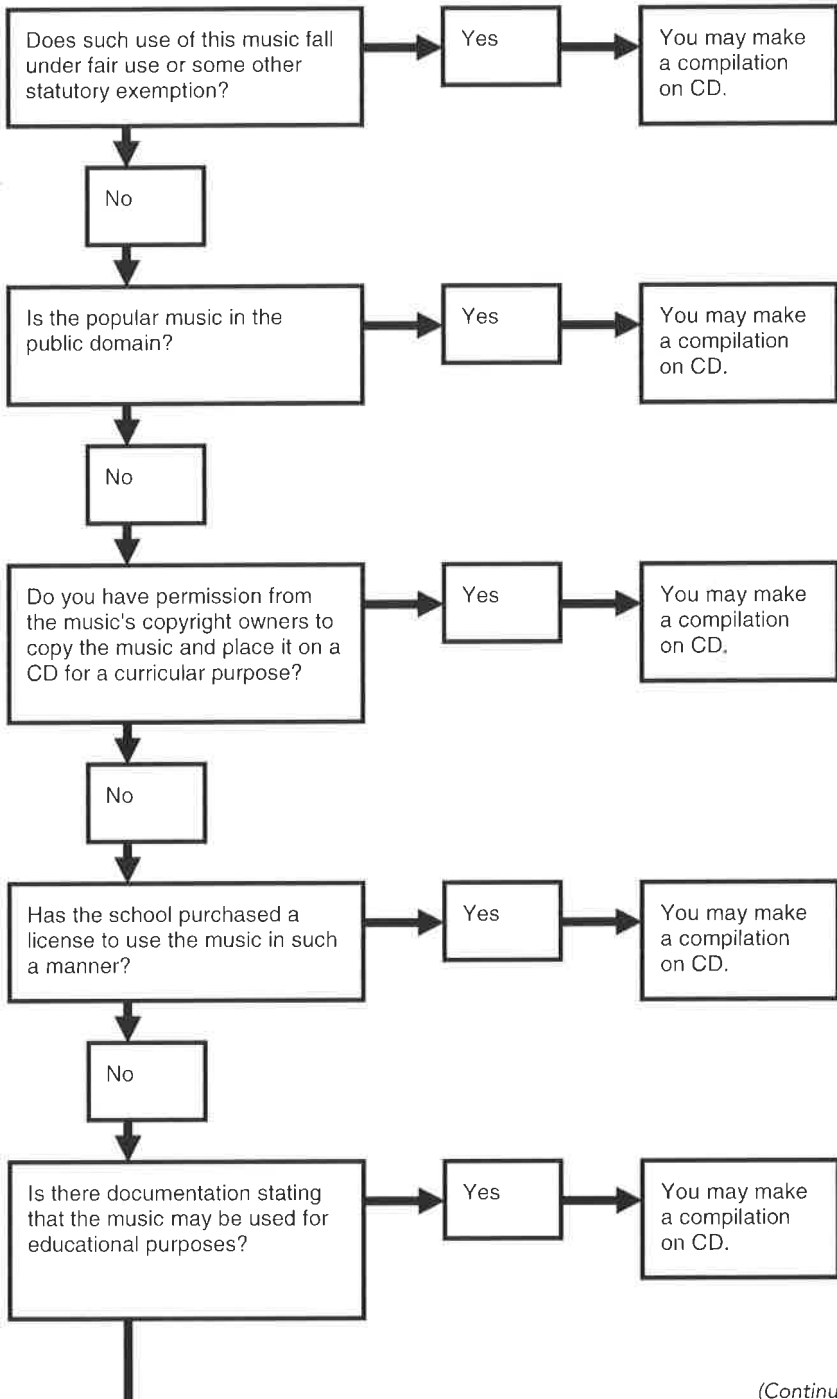 Does such use of this music fall
under fair use or some other
statutory exemption?
Yes
You may make
a compilation
on CD.
No
Is the popular music in the
public domain?
Yes
You may make
a compilation
on CD.
No
Do you have permission from
the music's copyright owners to
copy the music and place it on a
CD for a curricular purpose?
Yes
You may make
a compilation
on CD.
No
Has the school purchased a
license to use the music in such
a manner?
Yes
You may make
a compilation
on CD.
No
Is there documentation stating
that the music may be used for
educational purposes?
Yes
You may make
a compilation
on CD.
(Continu